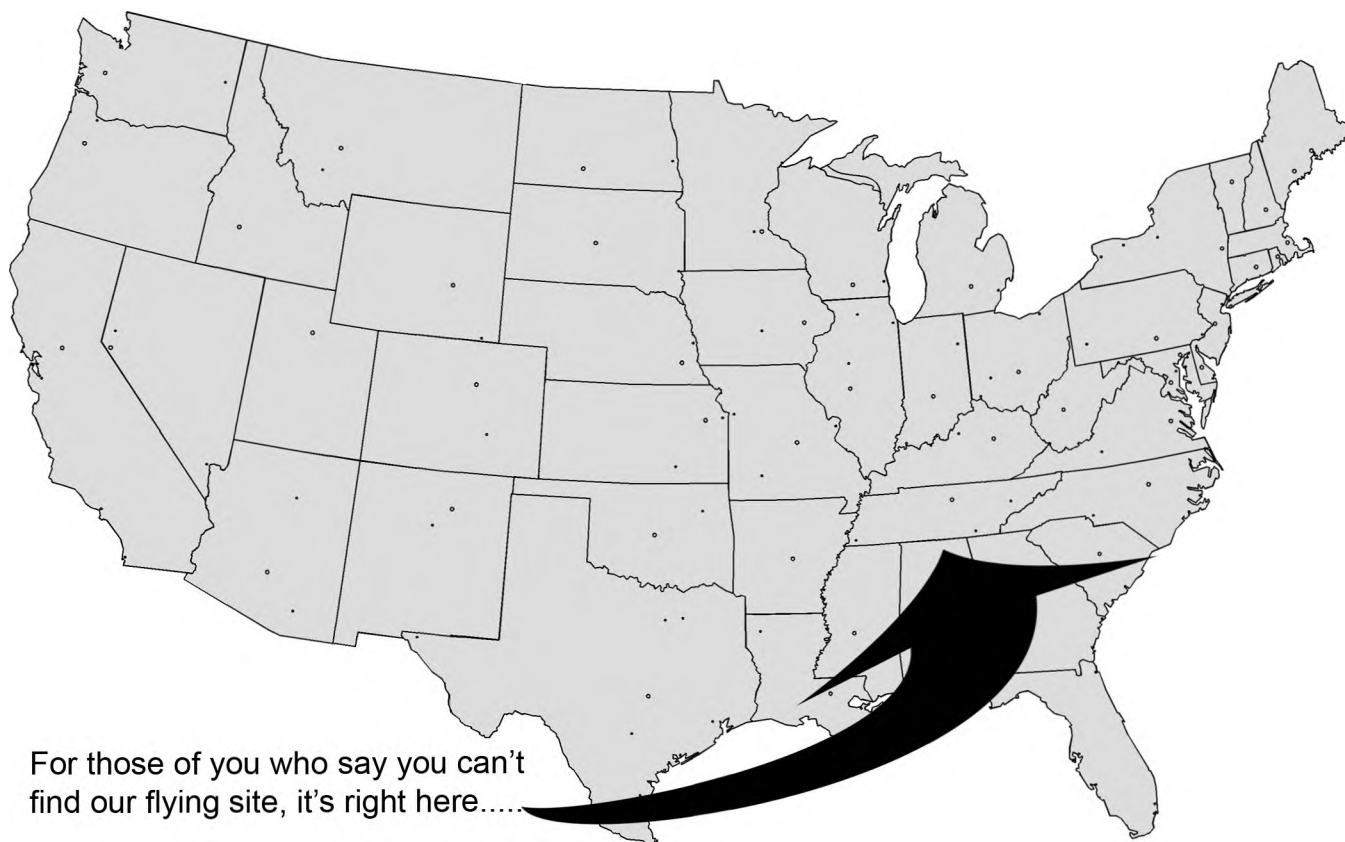 For those of you who say you can’t
find our flying site, it’s right here.....